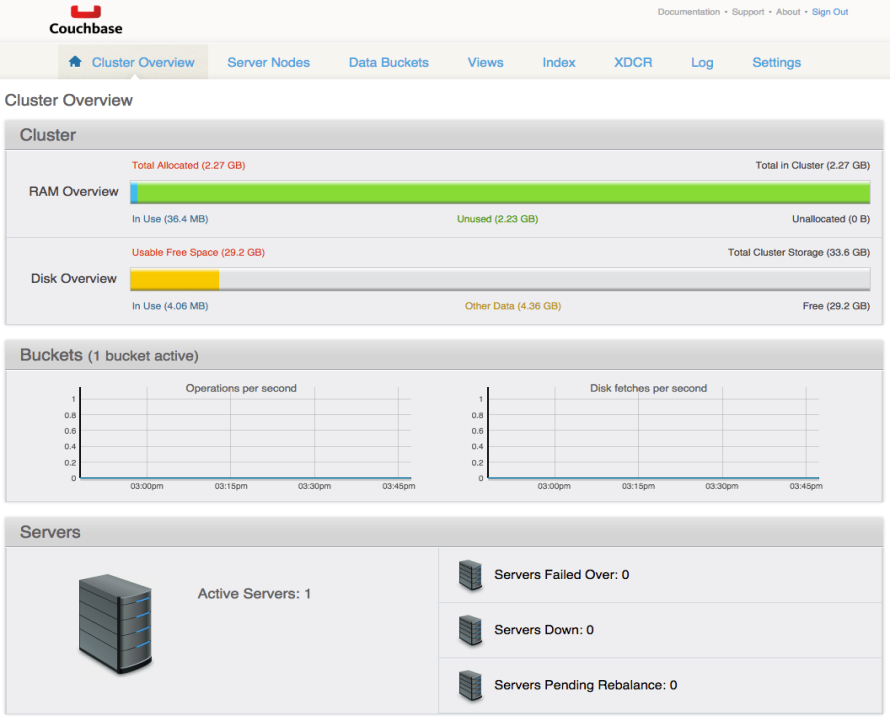 Couchbase
Documentation • Support • About • Sign Out
Cluster Overview Server Nodes Data Buckets Views Index XDCR Log Settings
Cluster Overview
Cluster
Total Allocated (2.27 GB) Total in Cluster (2.27 GB)
RAM Overview
In Use (36.4 MB) Unused (2.23 GB) Unallocated (0 B)
Usable Free Space (29.2 GB) Total Cluster Storage (33.6 GB)
Disk Overview
In Use (4.06 MB) Other Data (4.36 GB) Free (29.2 GB)
Buckets (1 bucket active)
Operations per second
1
0.8
0.6
0.4
0.2
0
03:00pm 03:15pm 03:30pm 03:45pm
Disk fetches per second
1
0.8
0.6
0.4
0.2
0
03:00pm 03:15pm 03:30pm 03:45pm
Servers
Active Servers: 1
Servers Failed Over: 0
Servers Down: 0
Servers Pending Rebalance: 0